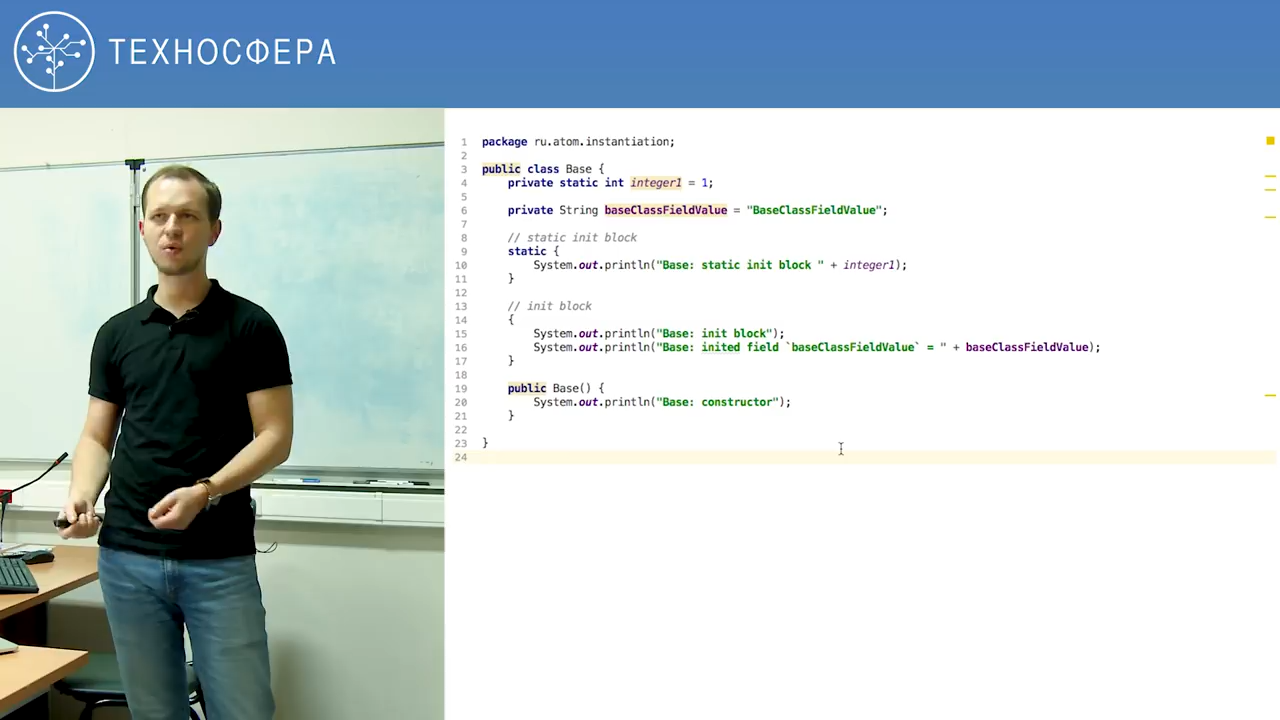 ТЕХНОСФЕРА
1 package ru.atom.instantiation;
2
3 public class Base {
4 private static int integer1 = 1;
5
6 private String baseClassFieldValue = "BaseClassFieldValue";
7
8 // static init block
9 static {
10 System.out.println("Base: static init block " + integer1);
11 }
12
13 // init block
14 {
15 System.out.println("Base: init block");
16 System.out.println("Base: inited field `baseClassFieldValue` = " + baseClassFieldValue);
17 }
18
19 public Base() {
20 System.out.println("Base: constructor");
21 }
22
23 }
24